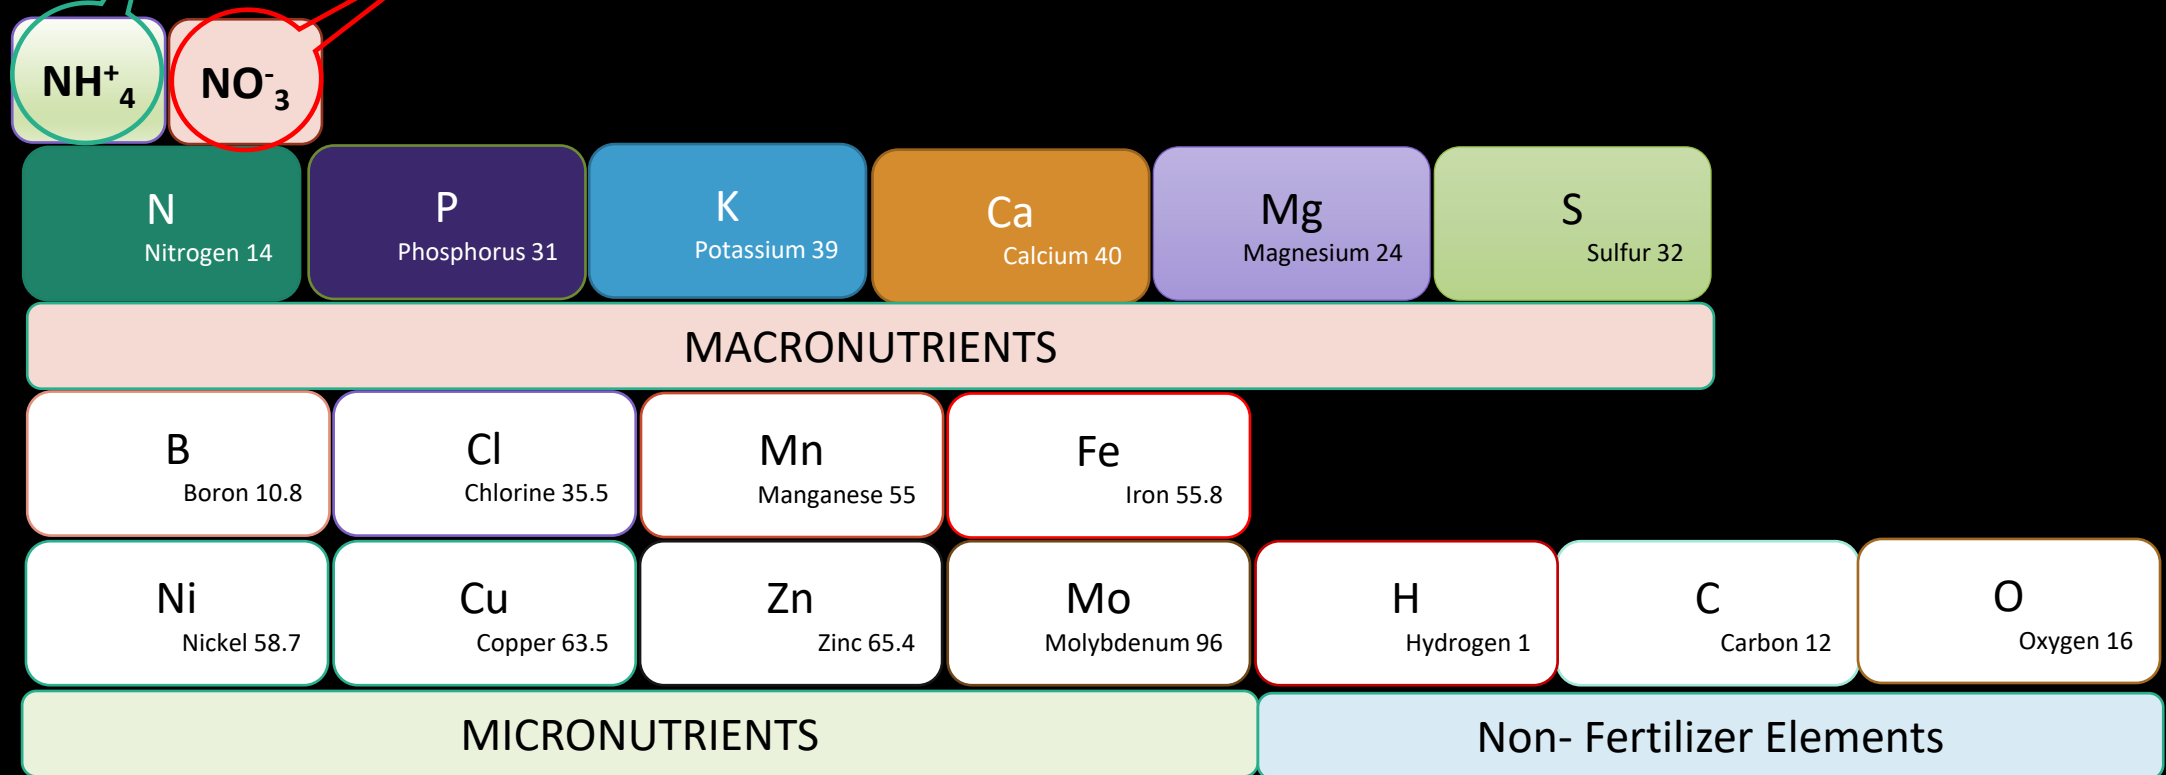 NH⁺₄ NO⁻₃
N P K Ca Mg S
Nitrogen 14 Phosphorus 31 Potassium 39 Calcium 40 Magnesium 24 Sulfur 32
MACRONUTRIENTS
B Cl Mn Fe
Boron 10.8 Chlorine 35.5 Manganese 55 Iron 55.8
Ni Cu Zn Mo H C O
Nickel 58.7 Copper 63.5 Zinc 65.4 Molybdenum 96 Hydrogen 1 Carbon 12 Oxygen 16
MICRONUTRIENTS Non- Fertilizer Elements